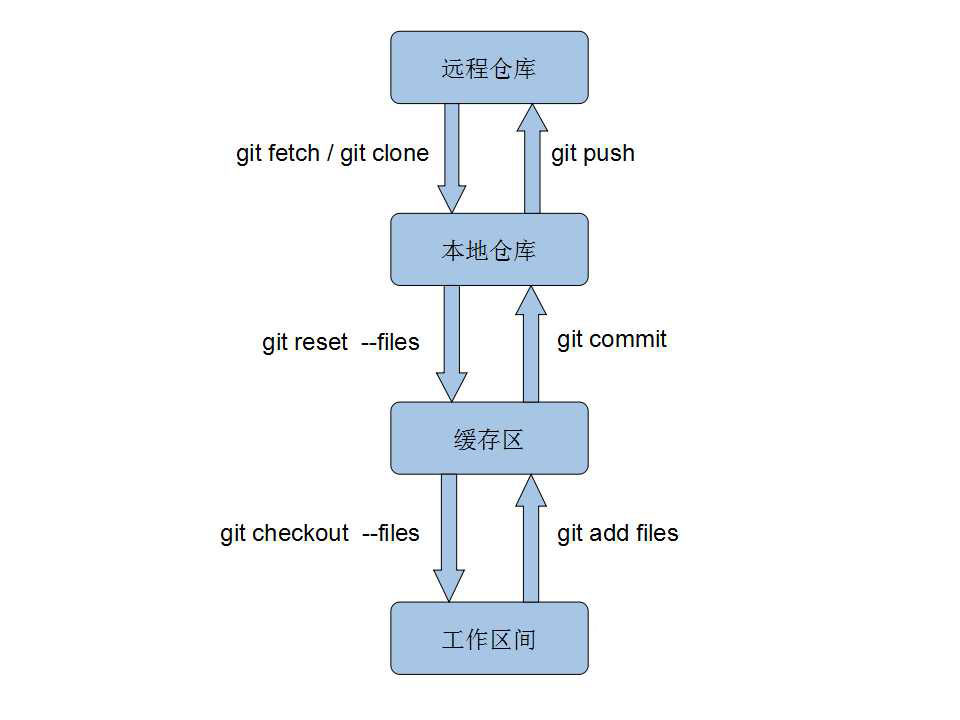 远程仓库
git fetch / git clone
git push
本地仓库
git reset  --files
git commit
缓存区
git checkout  --files
git add files
工作区间